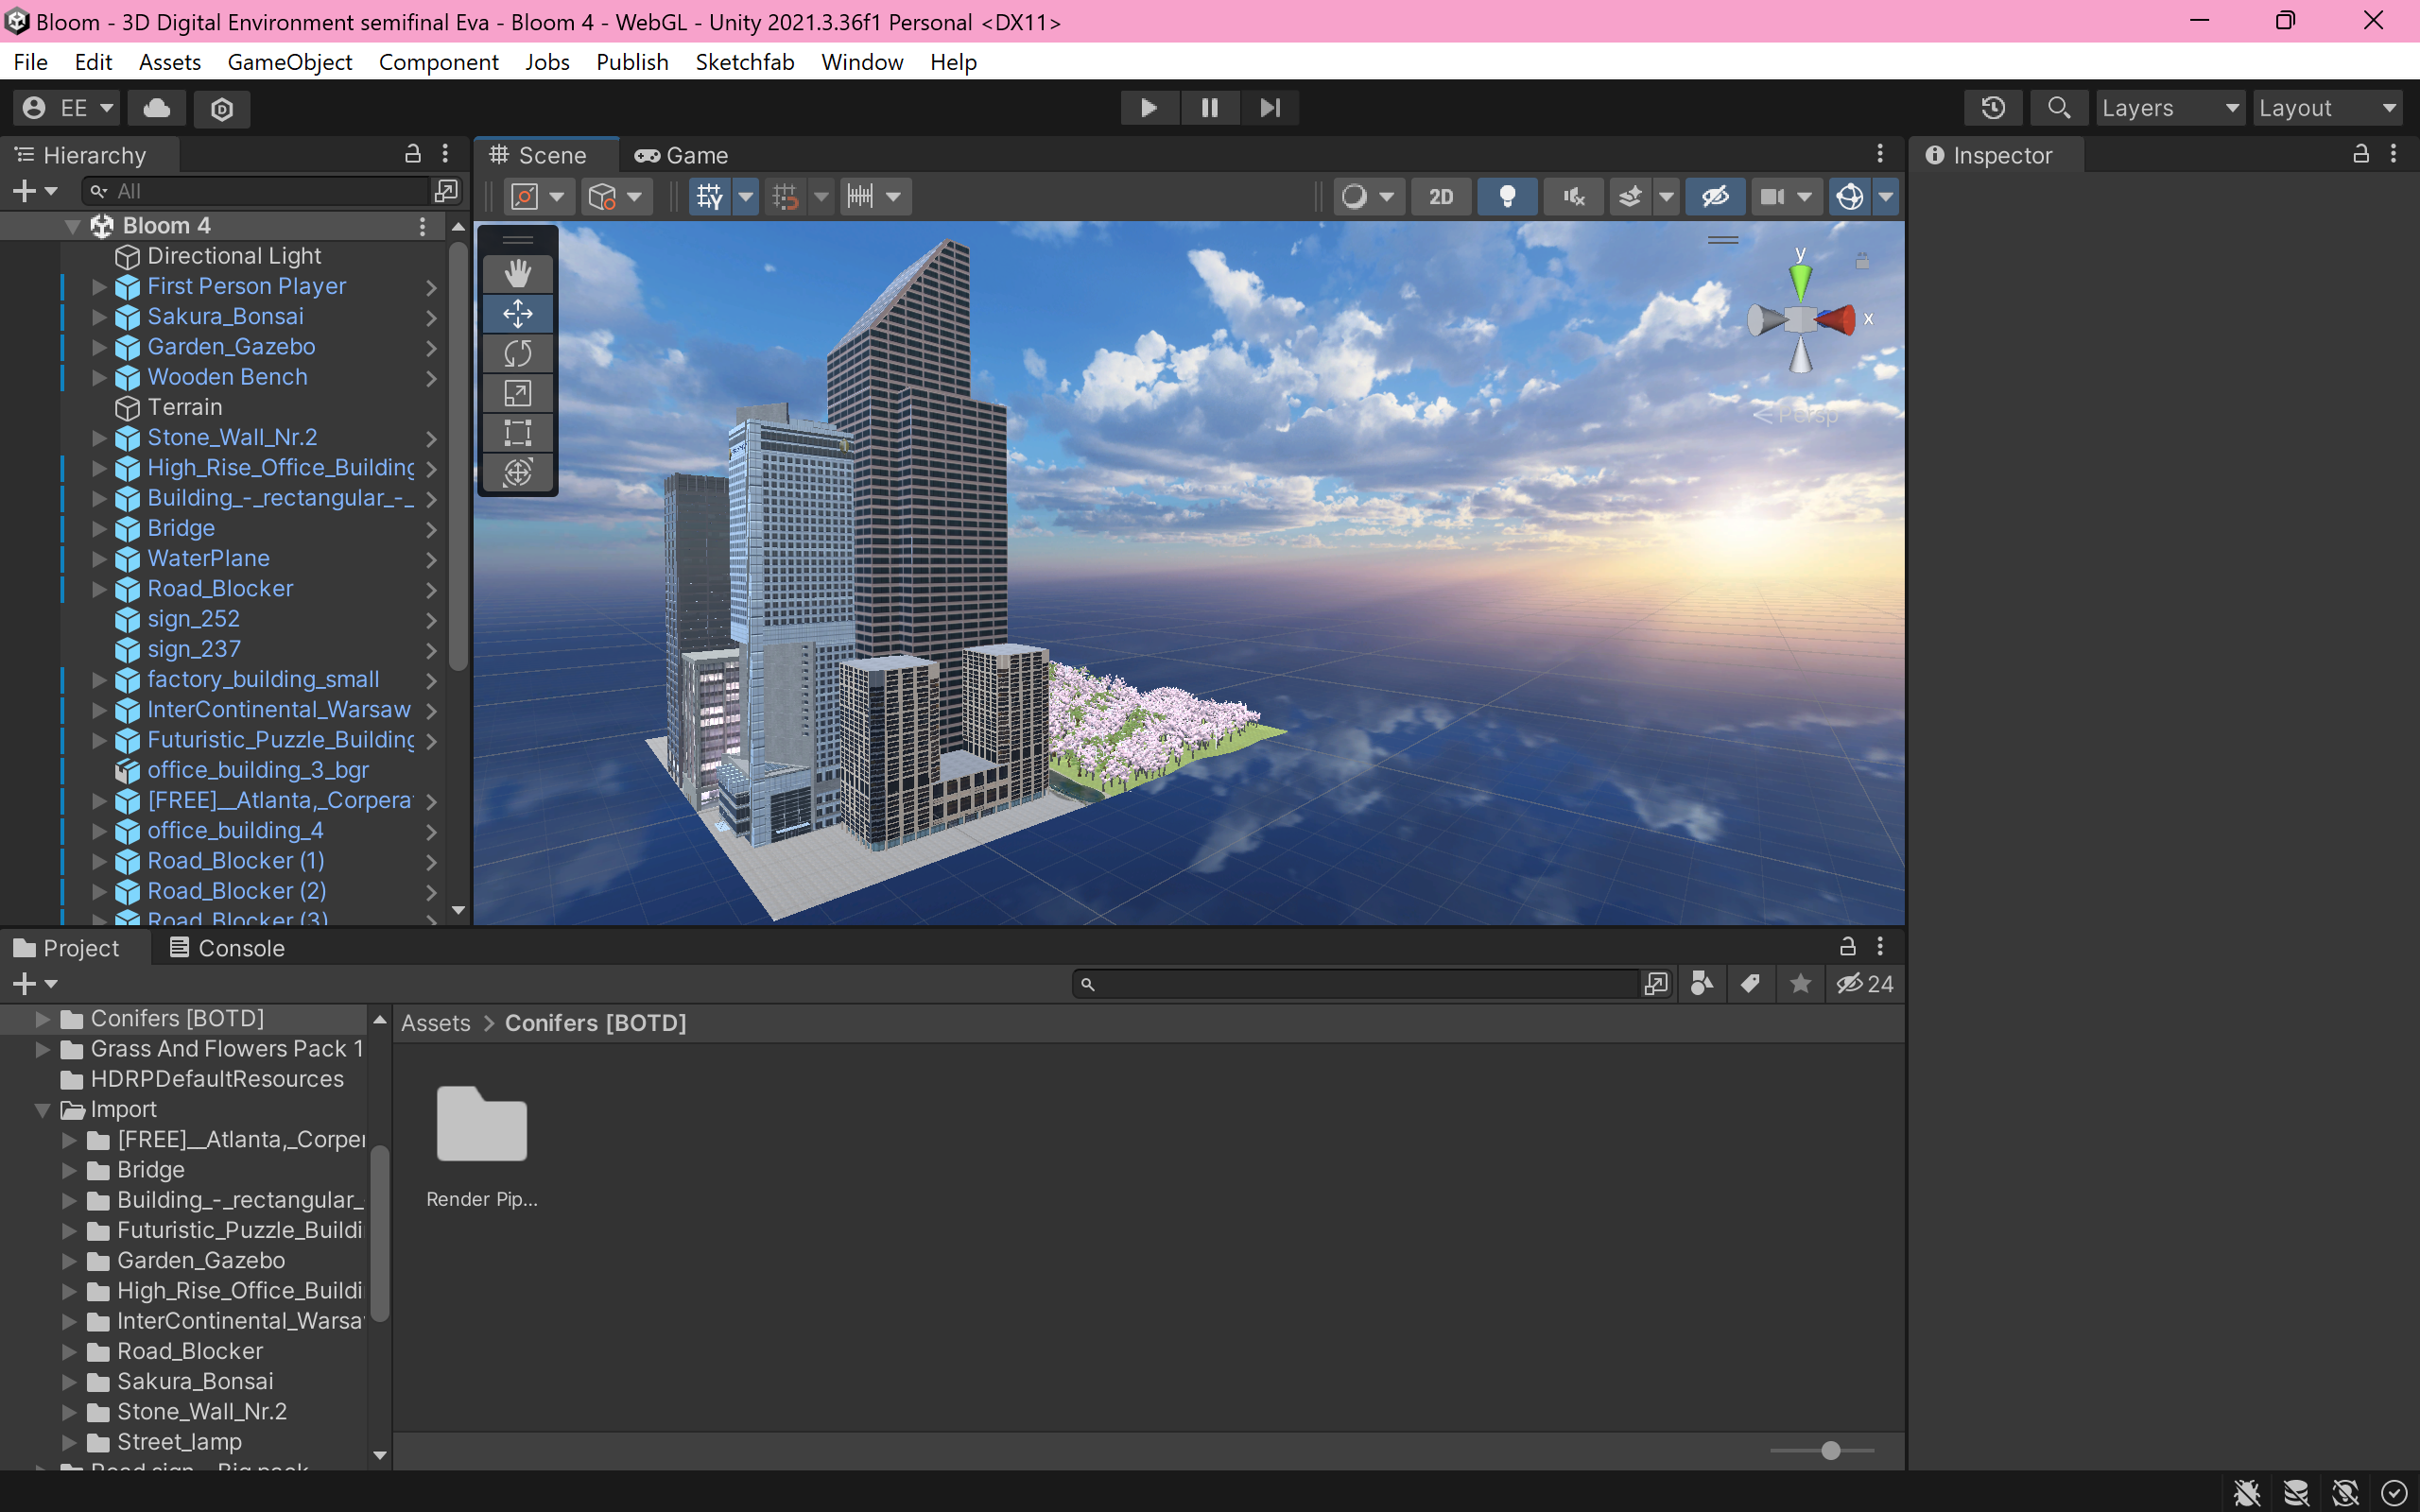 Bloom - 3D Digital Environment semifinal Eva - Bloom 4 - WebGL - Unity 2021.3.36f1 Personal <DX11>
File Edit Assets GameObject Component Jobs Publish Sketchfab Window Help
EE Layers Layout
Hierarchy
All
Bloom 4
Directional Light
First Person Player
Sakura_Bonsai
Garden_Gazebo
Wooden Bench
Terrain
Stone_Wall_Nr.2
High_Rise_Office_Building
Building_-_rectangular_-_
Bridge
WaterPlane
Road_Blocker
sign_252
sign_237
factory_building_small
InterContinental_Warsaw
Futuristic_Puzzle_Building
office_building_3_bgr
[FREE]__Atlanta,_Corpera
office_building_4
Road_Blocker (1)
Road_Blocker (2)
Road_Blocker (3)
Scene Game
2D
y
x
< Persp
Inspector
Project Console
24
Conifers [BOTD]
Grass And Flowers Pack 1
HDRPDefaultResources
Import
[FREE]__Atlanta,_Corper
Bridge
Building_-_rectangular_
Futuristic_Puzzle_Buildi
Garden_Gazebo
High_Rise_Office_Buildi
InterContinental_Warsa
Road_Blocker
Sakura_Bonsai
Stone_Wall_Nr.2
Street_lamp
Assets > Conifers [BOTD]
Render Pip...